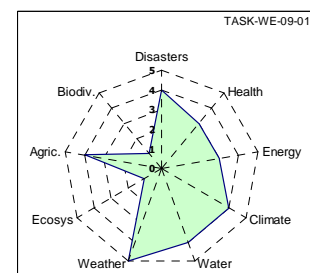 TASK-WE-09-01
Disasters
5
Biodiv.
4
Health
3
2
Agric.
1
Energy
0
Ecosys
Climate
Weather
Water